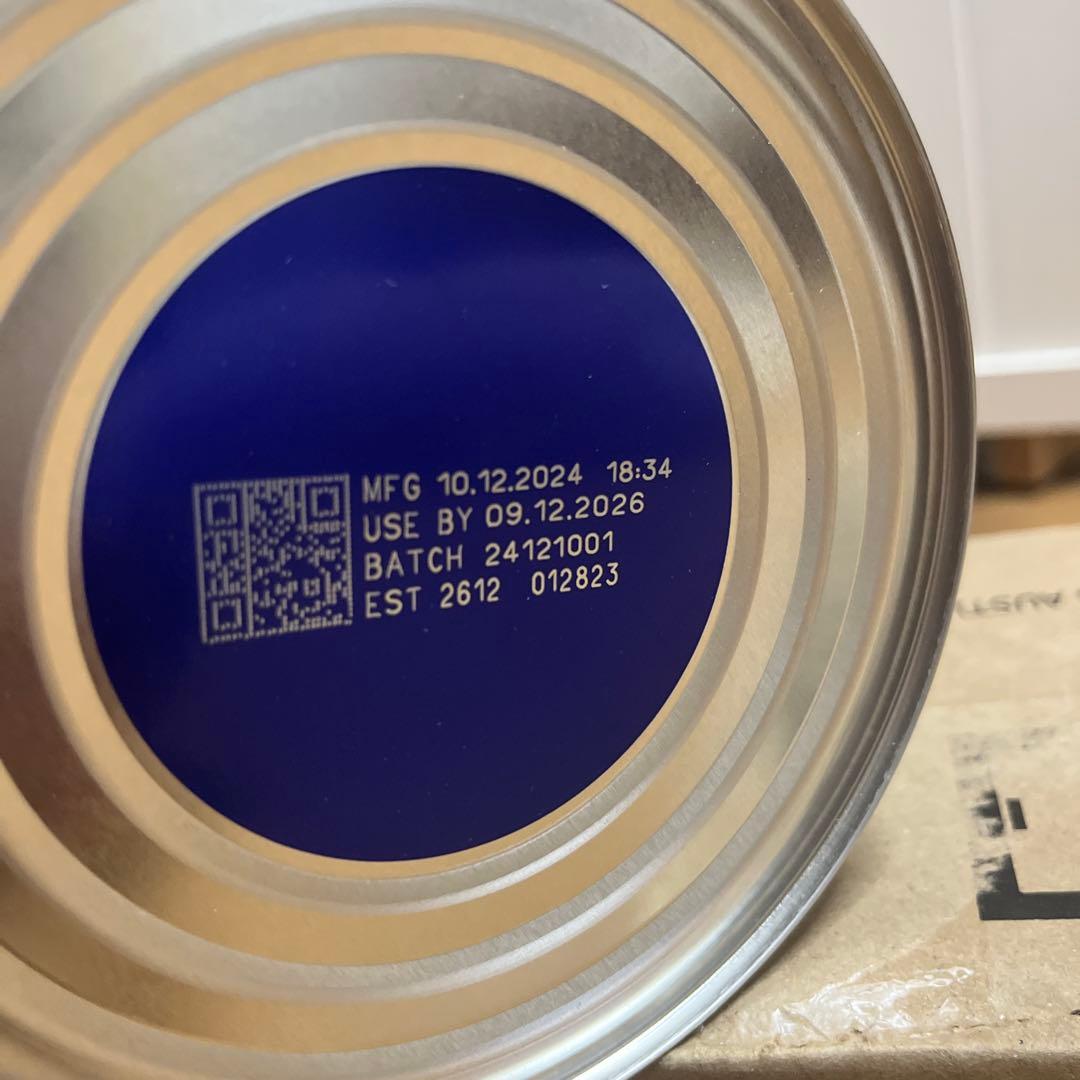 MFG 10.12.2024 18:34
USE BY 09.12.2026
BATCH 24121001
EST 2612 012823